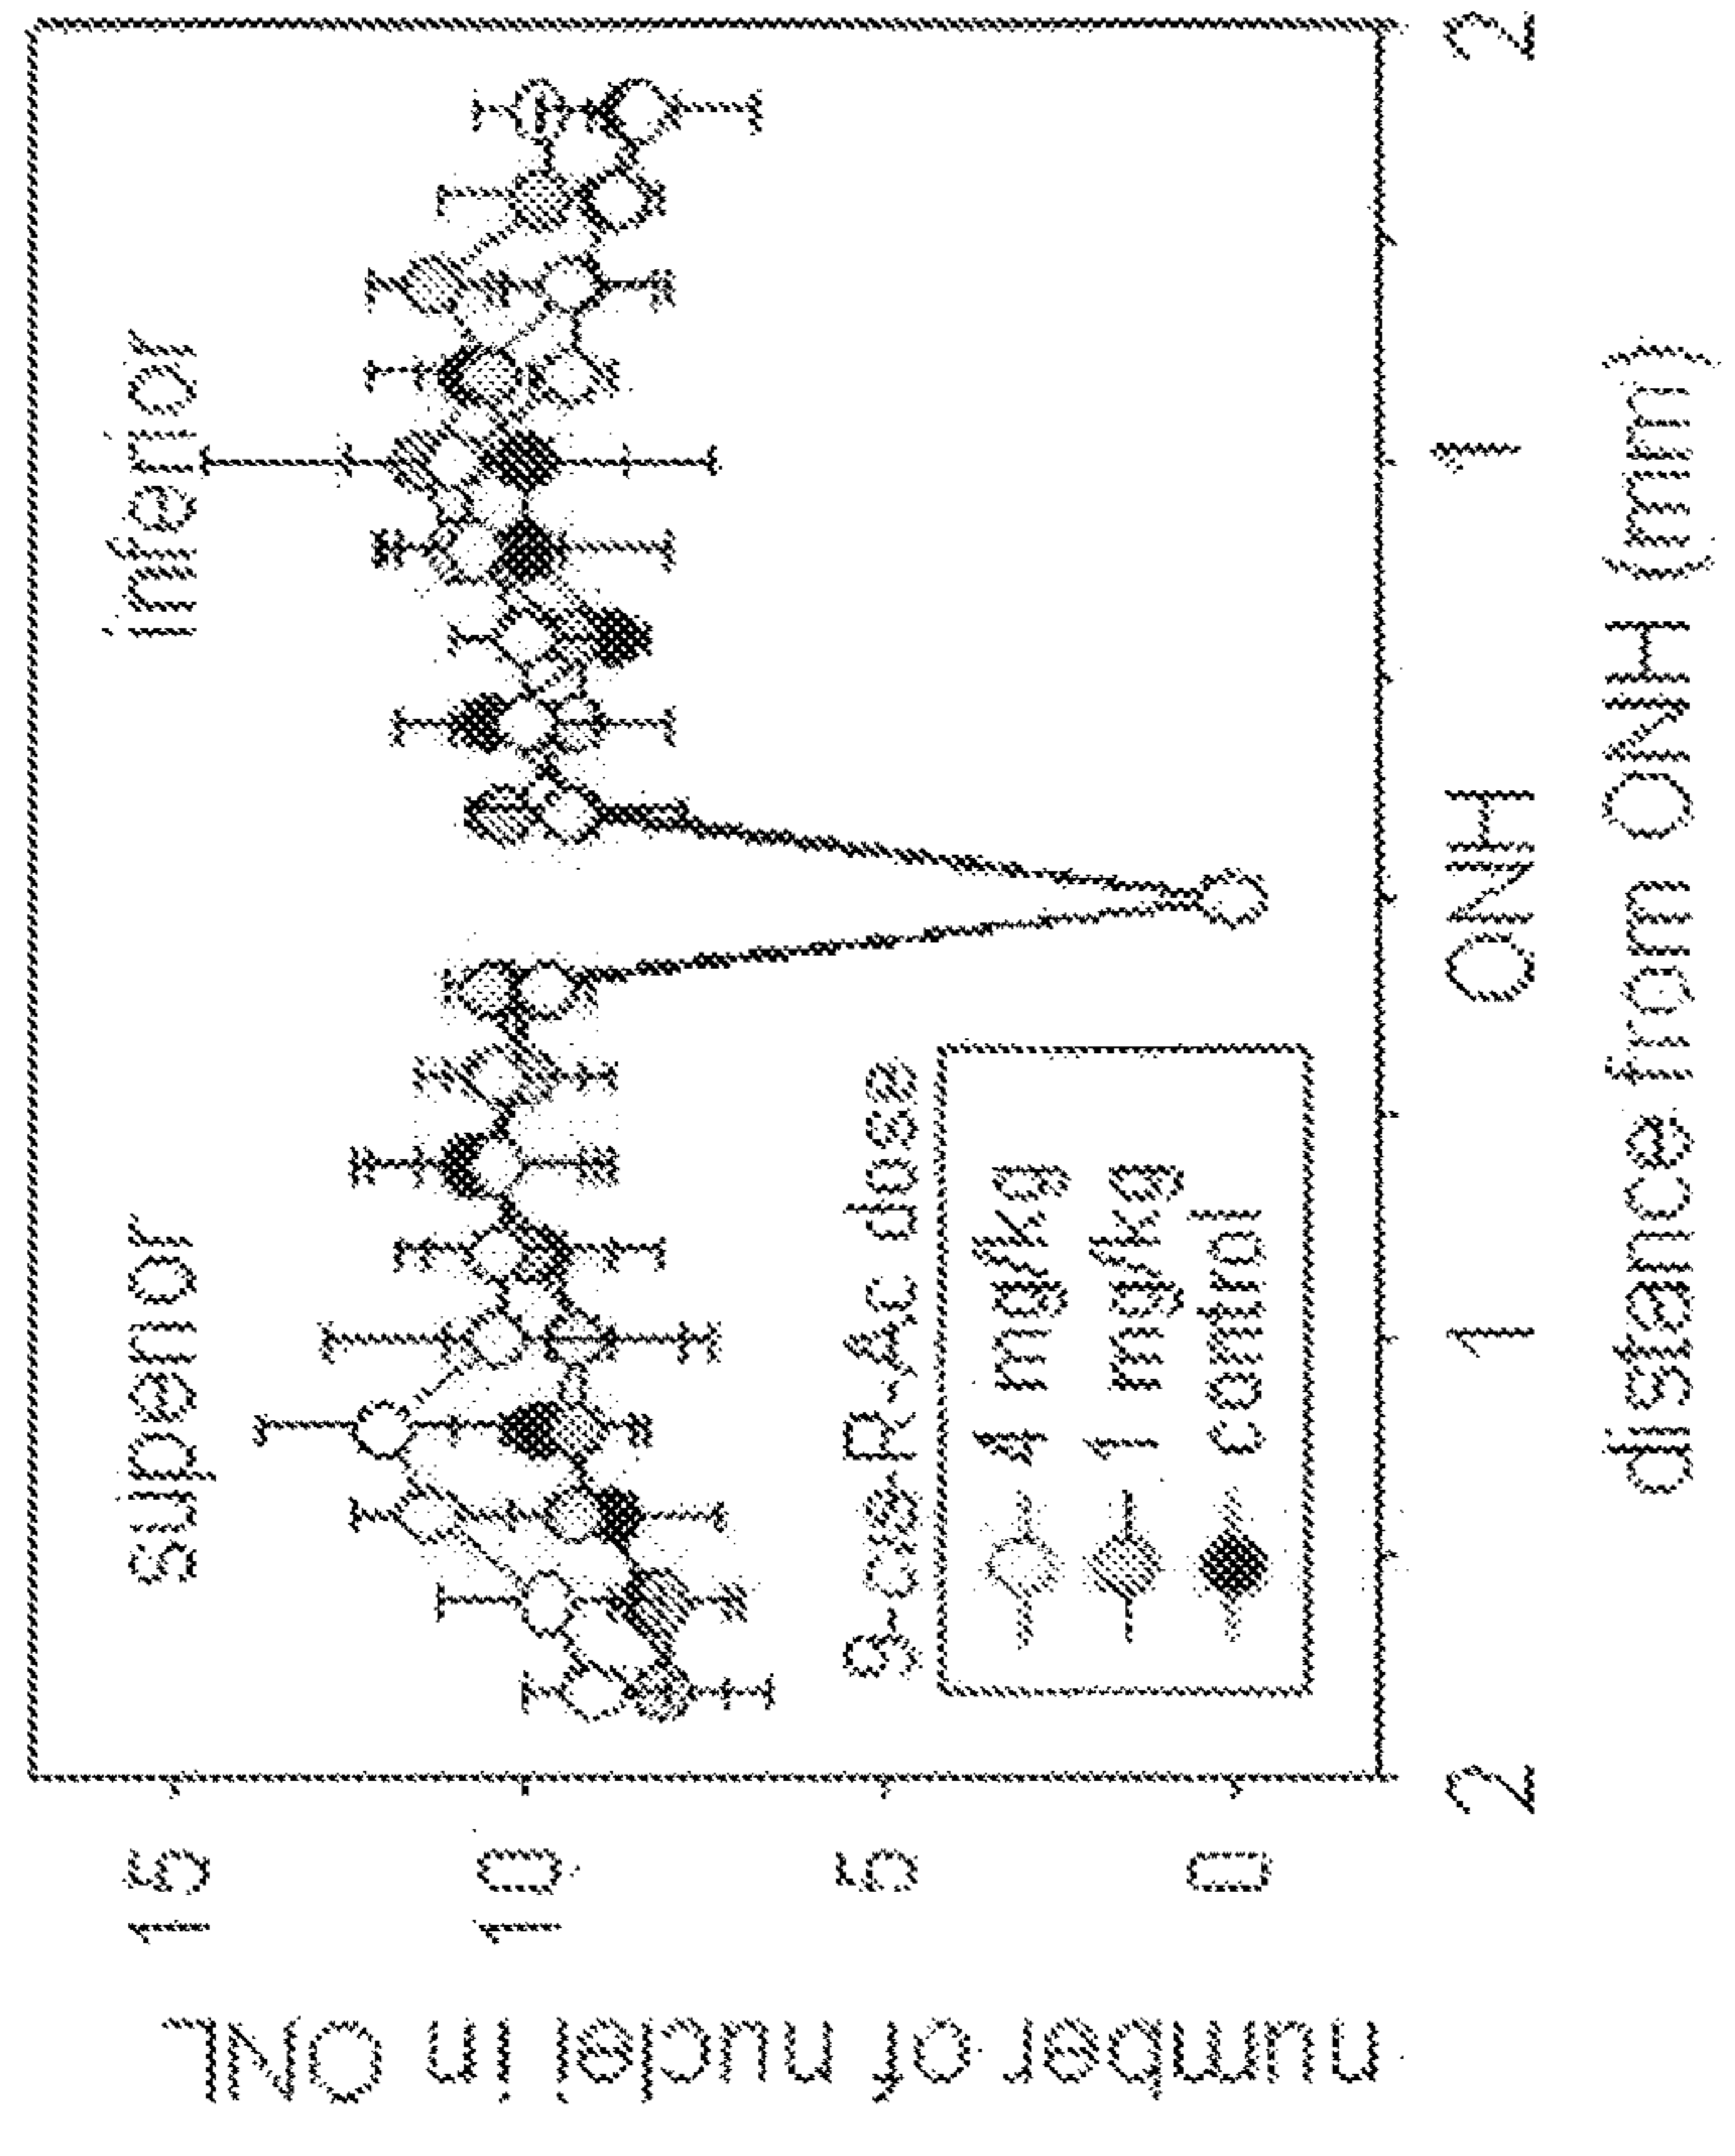 number of nuclei in ONL
15
10
5
0
superior
inferior
9-cis-R-Ac dose
4 mg/kg
1 mg/kg
control
2
1
ONH
1
2
distance from ONH (mm)